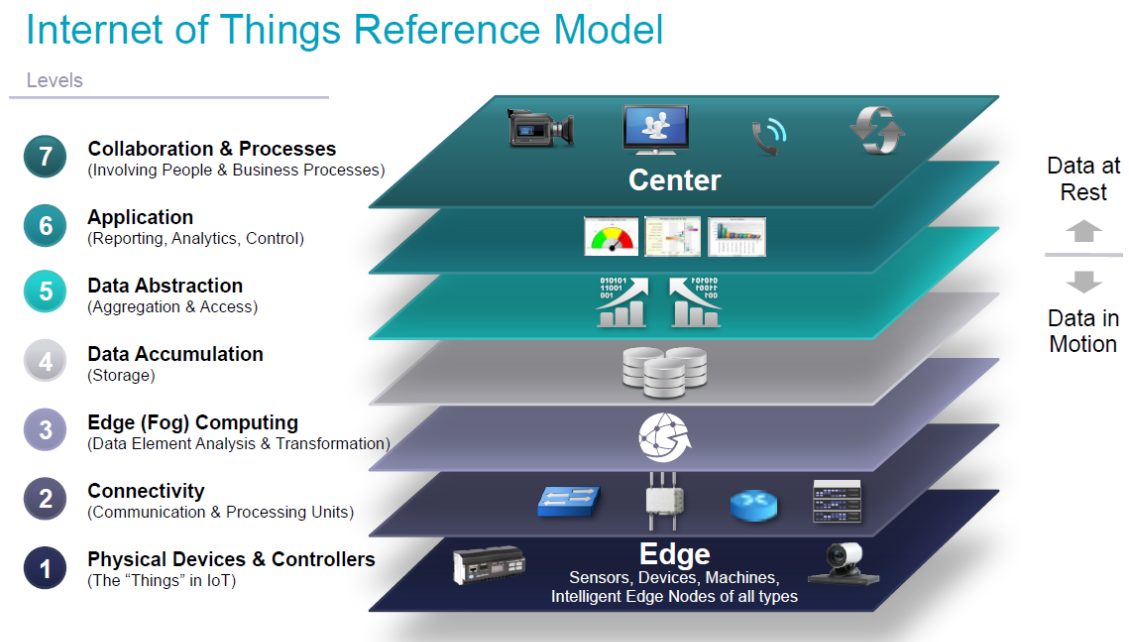 Internet of Things Reference Model
Levels
7
Collaboration & Processes
(Involving People & Business Processes)
6
Application
(Reporting, Analytics, Control)
5
Data Abstraction
(Aggregation & Access)
4
Data Accumulation
(Storage)
3
Edge (Fog) Computing
(Data Element Analysis & Transformation)
2
Connectivity
(Communication & Processing Units)
1
Physical Devices & Controllers
(The “Things” in IoT)
Center
010101
11001
001
Edge
Sensors, Devices, Machines,
Intelligent Edge Nodes of all types
Data at
Rest
Data in
Motion